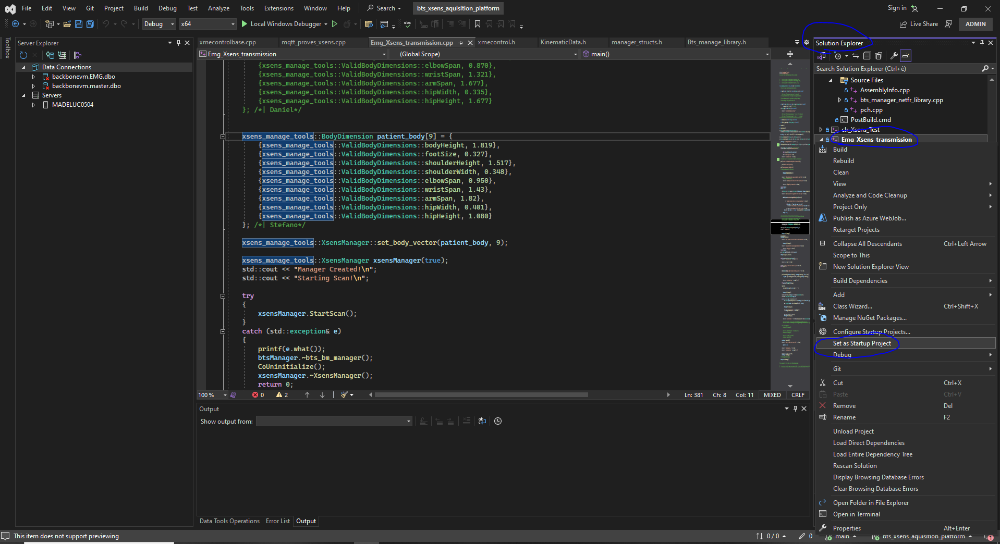 File Edit View Git Project Build Debug Test Analyze Tools Extensions Window Help Search bts_xsens_aquisition_platform Sign in
Debug x64 Local Windows Debugger Live Share ADMIN
Toolbox
Server Explorer
Data Connections
backbonevm.EMG.dbo
backbonevm.master.dbo
Servers
MADELUC0504
xmecontrolbase.cpp mqtt_proves_xsens.cpp Emg_Xsens_transmission.cpp xmecontrol.h KinematicData.h manager_structs.h Bts_manage_library.h
Emg_Xsens_transmission (Global Scope) main()
{xsens_manage_tools::ValidBodyDimensions::elbowSpan, 0.870},
{xsens_manage_tools::ValidBodyDimensions::wristSpan, 1.321},
{xsens_manage_tools::ValidBodyDimensions::armSpan, 1.677},
{xsens_manage_tools::ValidBodyDimensions::hipWidth, 0.335},
{xsens_manage_tools::ValidBodyDimensions::hipHeight, 1.677}
}; /*| Daniel*/
xsens_manage_tools::BodyDimension patient_body[9] = {
{xsens_manage_tools::ValidBodyDimensions::bodyHeight, 1.819},
{xsens_manage_tools::ValidBodyDimensions::footSize, 0.327},
{xsens_manage_tools::ValidBodyDimensions::shoulderHeight, 1.517},
{xsens_manage_tools::ValidBodyDimensions::shoulderWidth, 0.348},
{xsens_manage_tools::ValidBodyDimensions::elbowSpan, 0.950},
{xsens_manage_tools::ValidBodyDimensions::wristSpan, 1.43},
{xsens_manage_tools::ValidBodyDimensions::armSpan, 1.82},
{xsens_manage_tools::ValidBodyDimensions::hipWidth, 0.401},
{xsens_manage_tools::ValidBodyDimensions::hipHeight, 1.080}
}; /*| Stefano*/
xsens_manage_tools::XsensManager::set_body_vector(patient_body, 9);
xsens_manage_tools::XsensManager xsensManager(true);
std::cout << "Manager Created!\n";
std::cout << "Starting Scan!\n";
try
{
xsensManager.StartScan();
}
catch (std::exception& e)
{
printf(e.what());
btsManager.~bts_bm_manager();
CoUninitialize();
xsensManager.~XsensManager();
return 0;
100 % 0 2 Ln: 381 Ch: 8 Col: 11 MIXED CRLF
Output
Show output from:
Data Tools Operations Error List Output
Solution Explorer
Search Solution Explorer (Ctrl+è)
Source Files
AssemblyInfo.cpp
bts_manager_netfr_library.cpp
pch.cpp
PostBuild.cmd
clr_Xsens_Test
Emg_Xsens_transmission
Build
Rebuild
Clean
View
Analyze and Code Cleanup
Project Only
Publish as Azure WebJob...
Retarget Projects
Collapse All Descendants Ctrl+Left Arrow
Scope to This
New Solution Explorer View
Build Dependencies
Add
Class Wizard... Ctrl+Shift+X
Manage NuGet Packages...
Configure Startup Projects...
Set as Startup Project
Debug
Git
Cut Ctrl+X
Paste Ctrl+V
Remove Del
Rename F2
Unload Project
Load Direct Dependencies
Load Entire Dependency Tree
Rescan Solution
Display Browsing Database Errors
Clear Browsing Database Errors
Open Folder in File Explorer
Open in Terminal
Properties Alt+Enter
This item does not support previewing 0 / 0 0 main bts_xsens_aquisition_platform 1